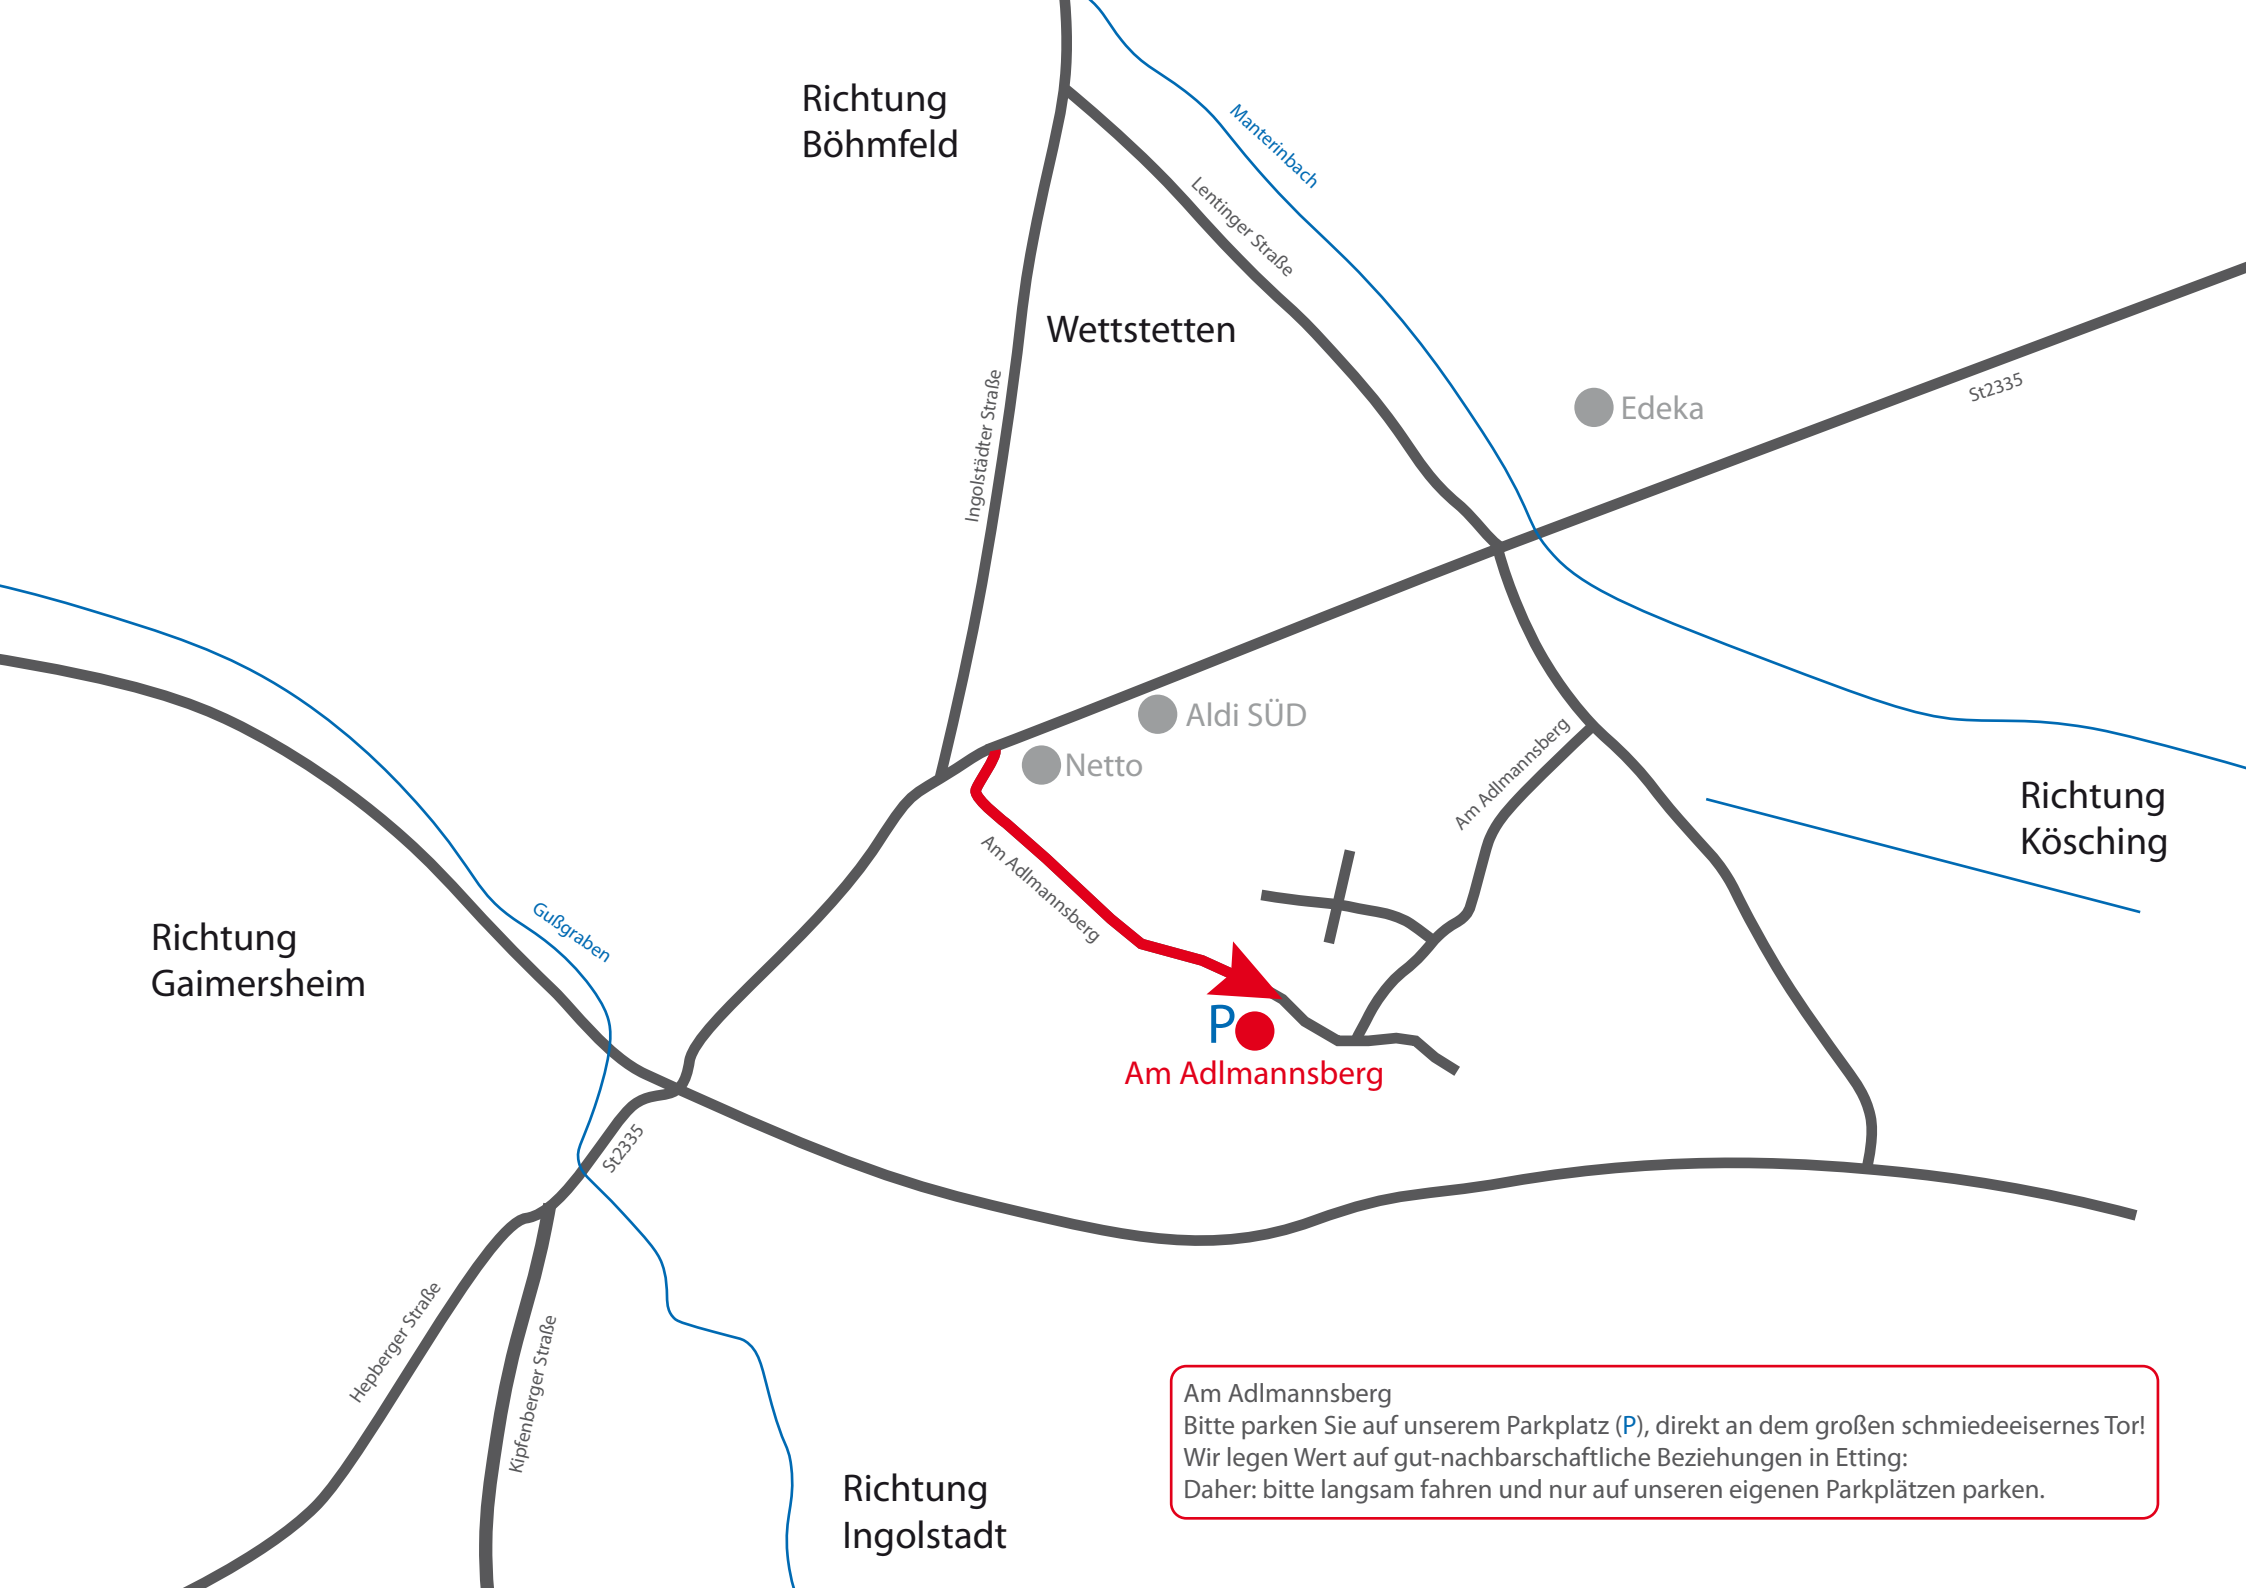 Richtung
Böhmfeld
Manterinbach
Lentinger Straße
Wettstetten
Ingolstädter Straße
Edeka
St2335
Aldi SÜD
Netto
Am Adlmannsberg
Am Adlmannsberg
Richtung
Kösching
Gußgraben
Richtung
Gaimersheim
P
Am Adlmannsberg
St2335
Hepberger Straße
Kipfenberger Straße
Richtung
Ingolstadt
Am Adlmannsberg
Bitte parken Sie auf unserem Parkplatz (P), direkt an dem großen schmiedeeisernes Tor!
Wir legen Wert auf gut-nachbarschaftliche Beziehungen in Etting:
Daher: bitte langsam fahren und nur auf unseren eigenen Parkplätzen parken.